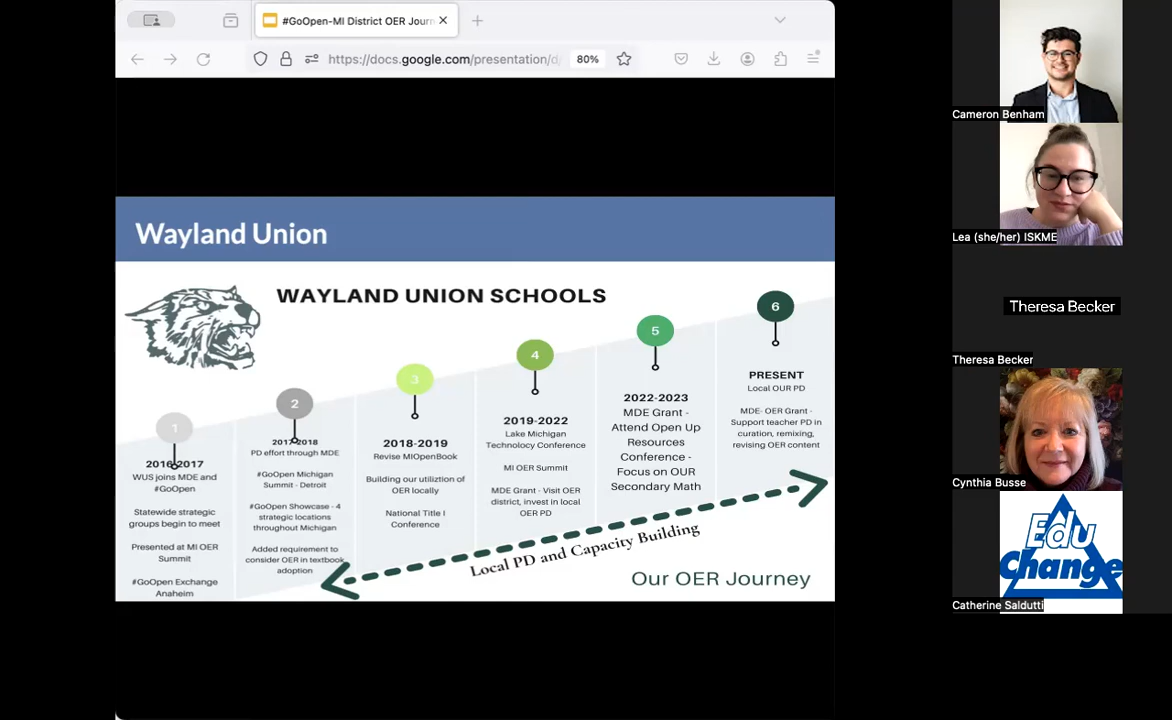 #GoOpen-MI District OER Journ
https://docs.google.com/presentation/d/
80%
Wayland Union
WAYLAND UNION SCHOOLS
1
2016-2017
WUS joins MDE and
#GoOpen
Statewide strategic
groups begin to meet
Presented at MI OER
Summit
#GoOpen Exchange
Anaheim
2
2017-2018
PD effort through MDE
#GoOpen Michigan
Summit - Detroit
#GoOpen Showcase - 4
strategic locations
throughout Michigan
Added requirement to
consider OER in textbook
adoption
3
2018-2019
Revise MIOpenBook
Building our utiliztion of
OER locally
National Title I
Conference
4
2019-2022
Lake Michigan
Technolocy Conference
MI OER Summit
MDE Grant - Visit OER
district, invest in local
OER PD
5
2022-2023
MDE Grant -
Attend Open Up
Resources
Conference -
Focus on OUR
Secondary Math
6
PRESENT
Local OUR PD
MDE- OER Grant -
Support teacher PD in
curation, remixing,
revising OER content
Local PD and Capacity Building
Our OER Journey
Cameron Benham
Lea (she/her) ISKME
Theresa Becker
Theresa Becker
Cynthia Busse
Edu
Change
Catherine Saldutti